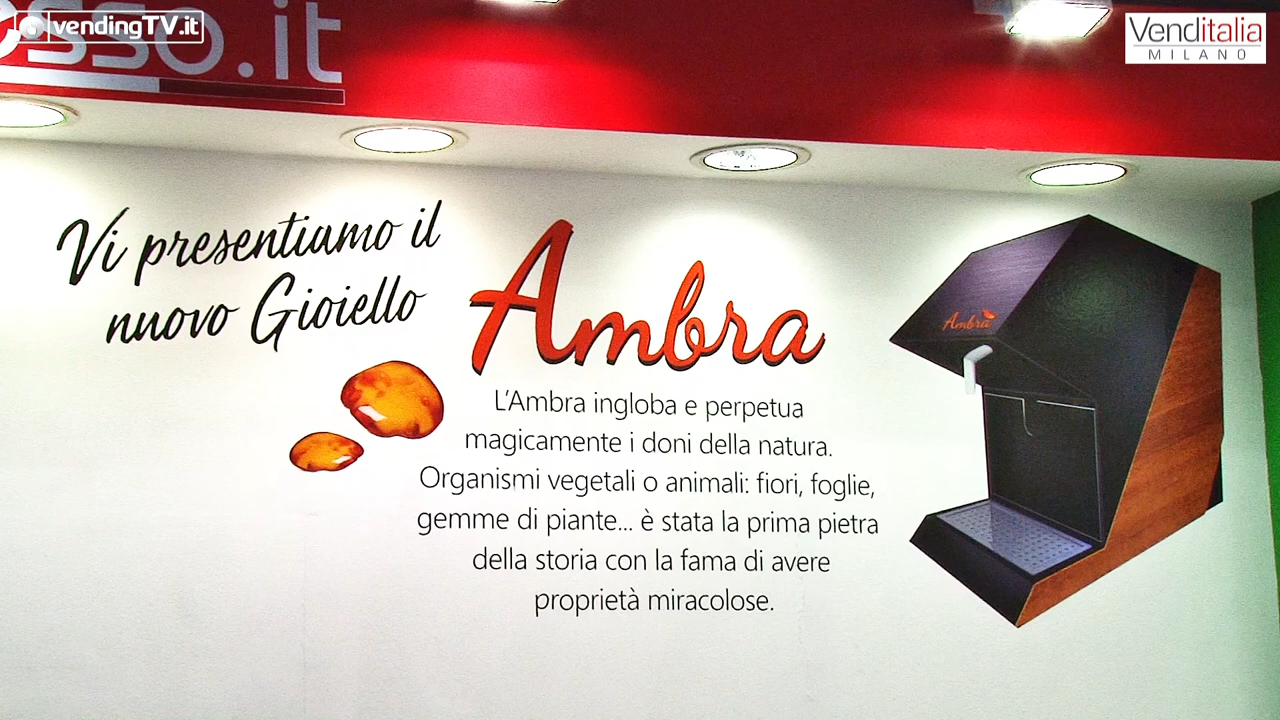 vendingTV.it
osso.it
Venditalia
MILANO
Vi presentiamo il
nuovo Gioiello
Ambra
L'Ambra ingloba e perpetua
magicamente i doni della natura.
Organismi vegetali o animali: fiori, foglie,
gemme di piante... è stata la prima pietra
della storia con la fama di avere
proprietà miracolose.
Ambra